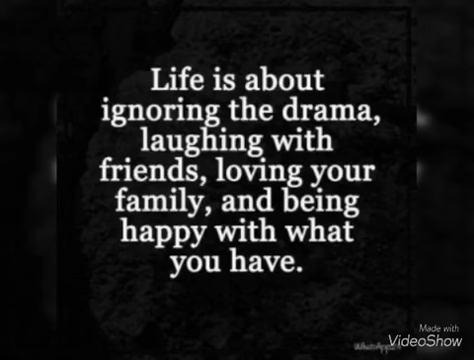 Life is about
ignoring the drama,
laughing with
friends, loving your
family, and being
happy with what
you have.
Made with
VideoShow